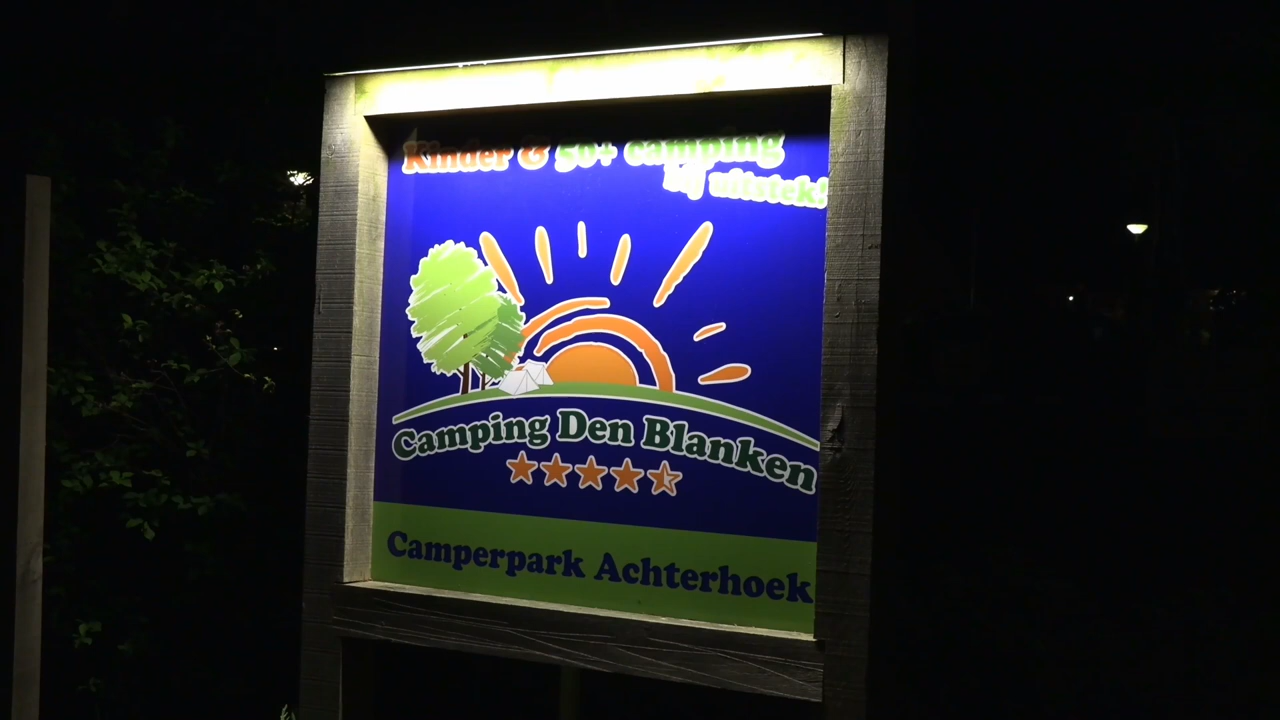 Kinder & 50+ camping
bij uitstek!
Camping Den Blanken
Camperpark Achterhoek